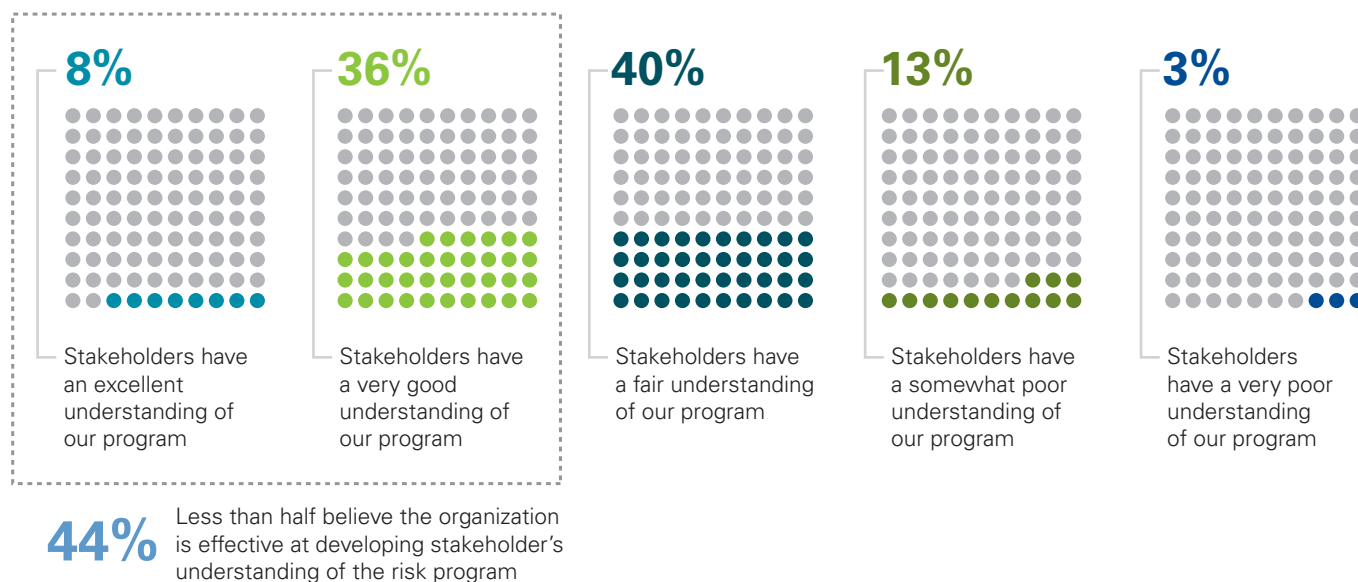 8%
Stakeholders have
an excellent
understanding of
our program
36%
Stakeholders have
a very good
understanding of
our program
40%
Stakeholders have
a fair understanding
of our program
13%
Stakeholders have
a somewhat poor
understanding of
our program
3%
Stakeholders
have a very poor
understanding
of our program
44%
Less than half believe the organization
is effective at developing stakeholder’s
understanding of the risk program